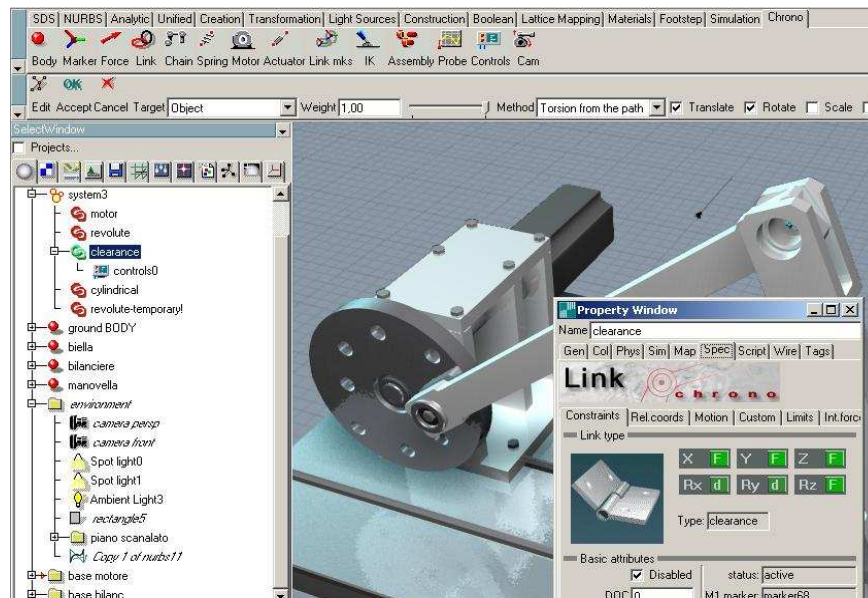 SDS NURBS Analytic Unified Creation Transformation Light Sources Construction Boolean Lattice Mapping Materials Footstep Simulation Chrono
Body Marker Force Link Chain Spring Motor Actuator Link mks IK Assembly Probe Controls Cam
OK
Edit Accept Cancel Target Object Weight 1,00 Method Torsion from the path Translate Rotate Scale
SelectWindow
Projects...
system3
motor
revolute
clearance
controls0
cylindrical
revolute-temporary!
ground BODY
biella
bilanciere
manovella
environment
camera persp
camera front
Spot light0
Spot light1
Ambient Light3
rectangle5
piano scanalato
Copy 1 of nurbs11
base motore
base bilanc
Property Window
Name clearance
Gen Col Phys Sim Map Spec Script Wire Tags
Link
chrono
Constraints Rel.coords Motion Custom Limits Int.forc
Link type
X F Y F Z F
Rx d Ry d Rz F
Type: clearance
Basic attributes
Disabled status: active
DOC 0 M1 marker: marker68